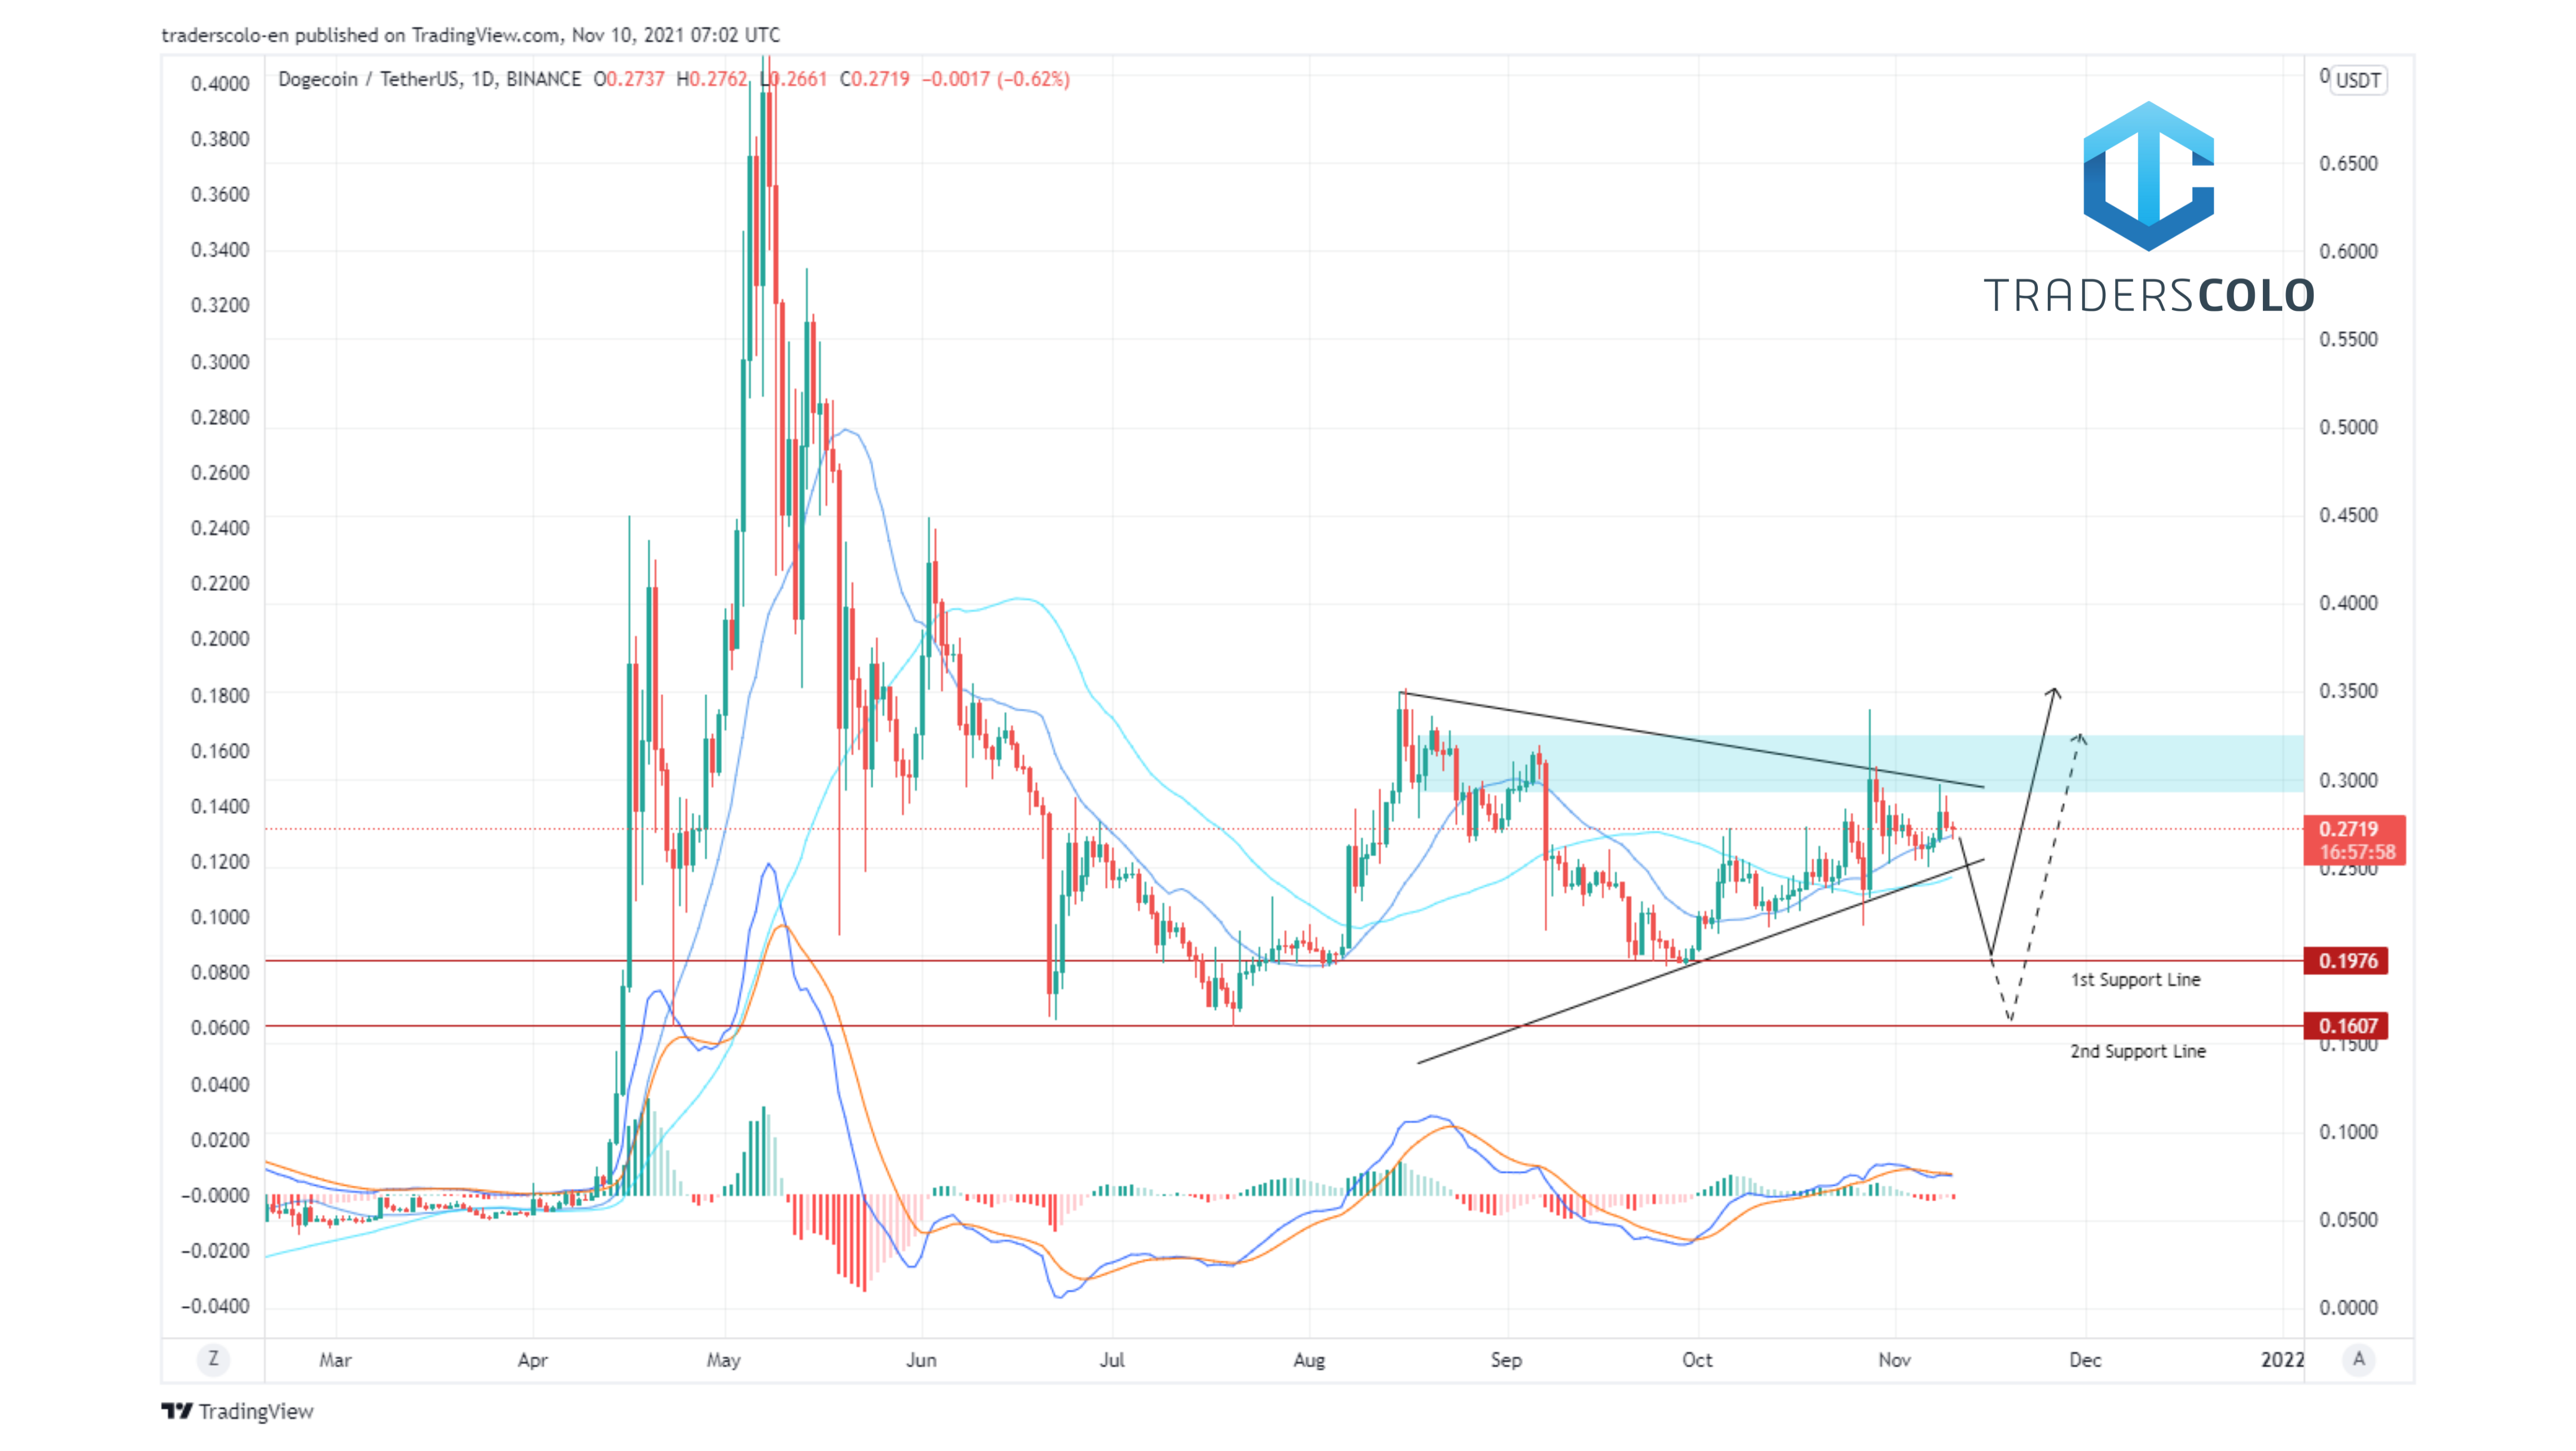 traderscolo-en published on TradingView.com, Nov 10, 2021 07:02 UTC
Dogecoin / TetherUS, 1D, BINANCE O0.2737 H0.2762 L0.2661 C0.2719 −0.0017 (−0.62%)
0.4000
0.3800
0.3600
0.3400
0.3200
0.3000
0.2800
0.2600
0.2400
0.2200
0.2000
0.1800
0.1600
0.1400
0.1200
0.1000
0.0800
0.0600
0.0400
0.0200
−0.0000
−0.0200
−0.0400
USDT
TRADERSCOLO
0.6500
0.6000
0.5500
0.5000
0.4500
0.4000
0.3500
0.3000
0.2719
16:57:58
0.2500
0.1976
1st Support Line
0.1607
0.1500
2nd Support Line
0.1000
0.0500
0.0000
Z
Mar
Apr
May
Jun
Jul
Aug
Sep
Oct
Nov
Dec
2022
A
TradingView